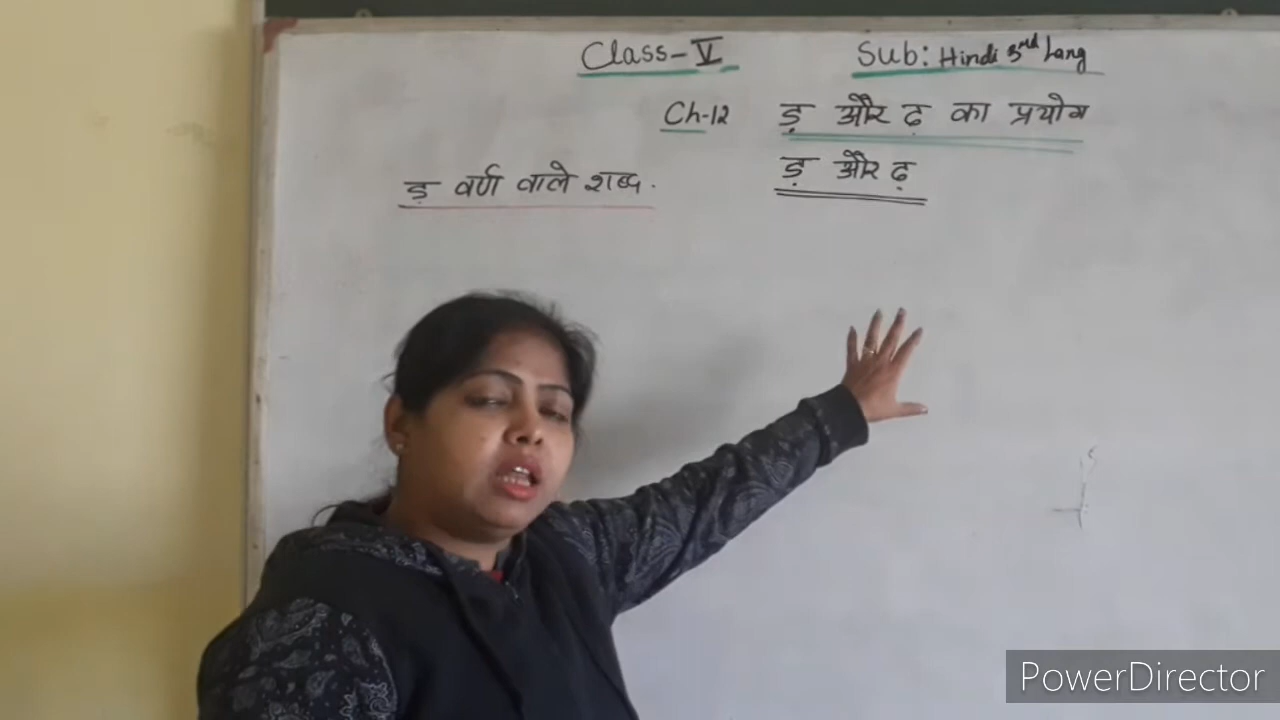 Class-V Sub: Hindi 3rd Lang
Ch-12 ड़ और ढ़ का प्रयोग
ड़ और ढ़
ड़ वर्ण वाले शब्द.
PowerDirector